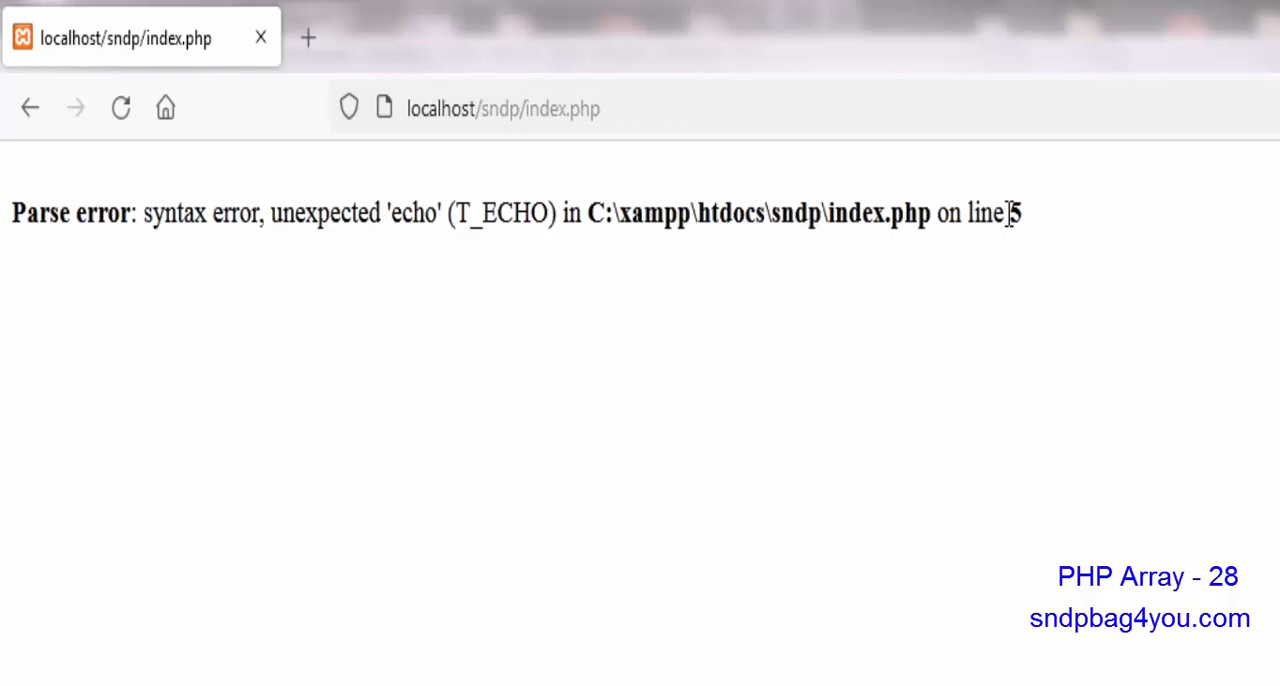 localhost/sndp/index.php
localhost/sndp/index.php
Parse error: syntax error, unexpected 'echo' (T_ECHO) in C:\xampp\htdocs\sndp\index.php on line 5
PHP Array - 28
sndpbag4you.com